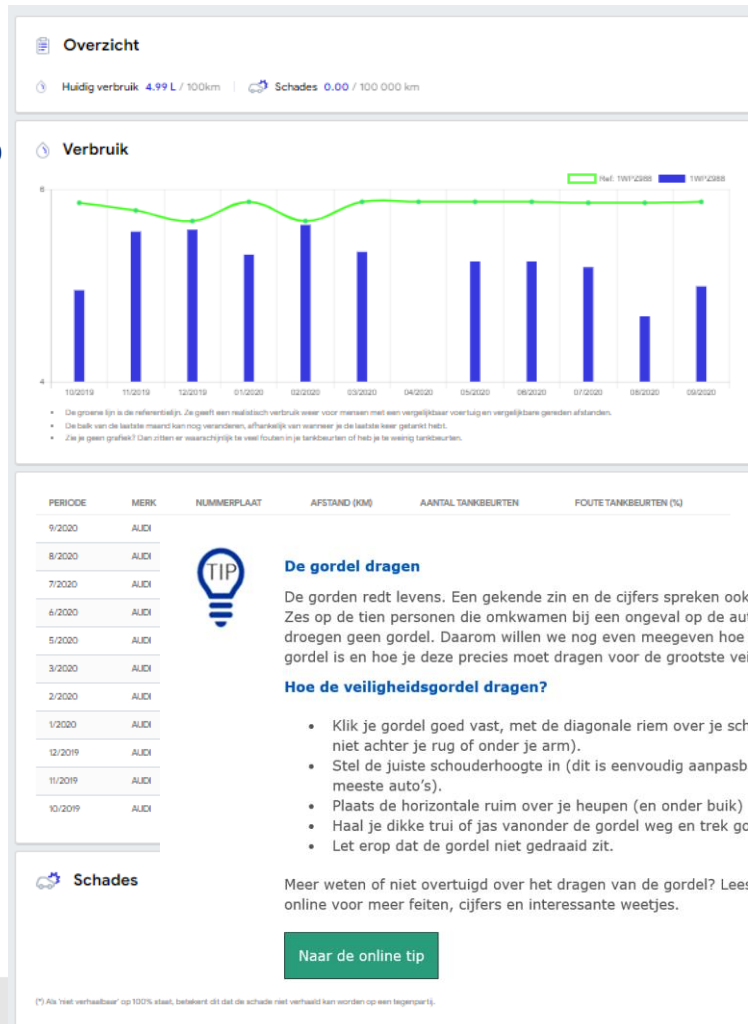 Overzicht
Huidig verbruik 4.99 L / 100km Schades 0.00 / 100 000 km
Verbruik
Ref: 1WPZ988 1WPZ988
6
4
10/2019 11/2019 12/2019 01/2020 02/2020 03/2020 04/2020 05/2020 06/2020 07/2020 08/2020 09/2020
• De groene lijn is de referentielijn. Ze geeft een realistisch verbruik weer voor mensen met een vergelijkbaar voertuig en vergelijkbare gereden afstanden.
• De balk van de laatste maand kan nog veranderen, afhankelijk van wanneer je de laatste keer getankt hebt.
• Zie je geen grafiek? Dan zitten er waarschijnlijk te veel fouten in je tankbeurten of heb je te weinig tankbeurten.
PERIODE MERK NUMMERPLAAT AFSTAND (KM) AANTAL TANKBEURTEN FOUTE TANKBEURTEN (%)
9/2020 AUDI
8/2020 AUDI
7/2020 AUDI
6/2020 AUDI
5/2020 AUDI
3/2020 AUDI
2/2020 AUDI
1/2020 AUDI
12/2019 AUDI
11/2019 AUDI
10/2019 AUDI
TIP
De gordel dragen
De gorden redt levens. Een gekende zin en de cijfers spreken ook
Zes op de tien personen die omkwamen bij een ongeval op de au
droegen geen gordel. Daarom willen we nog even meegeven hoe
gordel is en hoe je deze precies moet dragen voor de grootste vei
Hoe de veiligheidsgordel dragen?
• Klik je gordel goed vast, met de diagonale riem over je sch
niet achter je rug of onder je arm).
• Stel de juiste schouderhoogte in (dit is eenvoudig aanpasb
meeste auto's).
• Plaats de horizontale ruim over je heupen (en onder buik)
• Haal je dikke trui of jas vanonder de gordel weg en trek go
• Let erop dat de gordel niet gedraaid zit.
Meer weten of niet overtuigd over het dragen van de gordel? Lees
online voor meer feiten, cijfers en interessante weetjes.
Naar de online tip
Schades
(*) Als 'niet verhaalbaar' op 100% staat, betekent dit dat de schade niet verhaald kan worden op een tegenpartij.